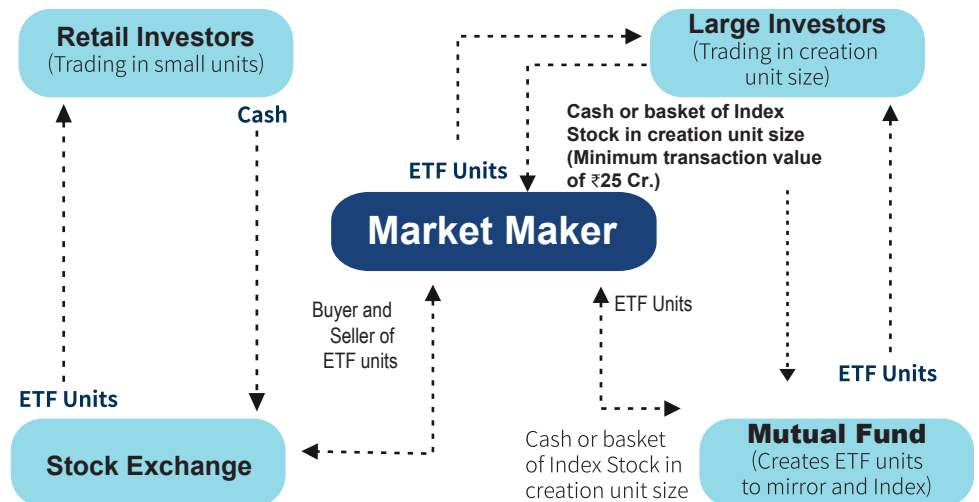 Retail Investors
(Trading in small units)
Large Investors
(Trading in creation
unit size)
Cash
Cash or basket of Index
Stock in creation unit size
(Minimum transaction value
of ₹25 Cr.)
ETF Units
Market Maker
Buyer and
Seller of
ETF units
ETF Units
ETF Units
ETF Units
Stock Exchange
Cash or basket
of Index Stock in
creation unit size
Mutual Fund
(Creates ETF units
to mirror and Index)